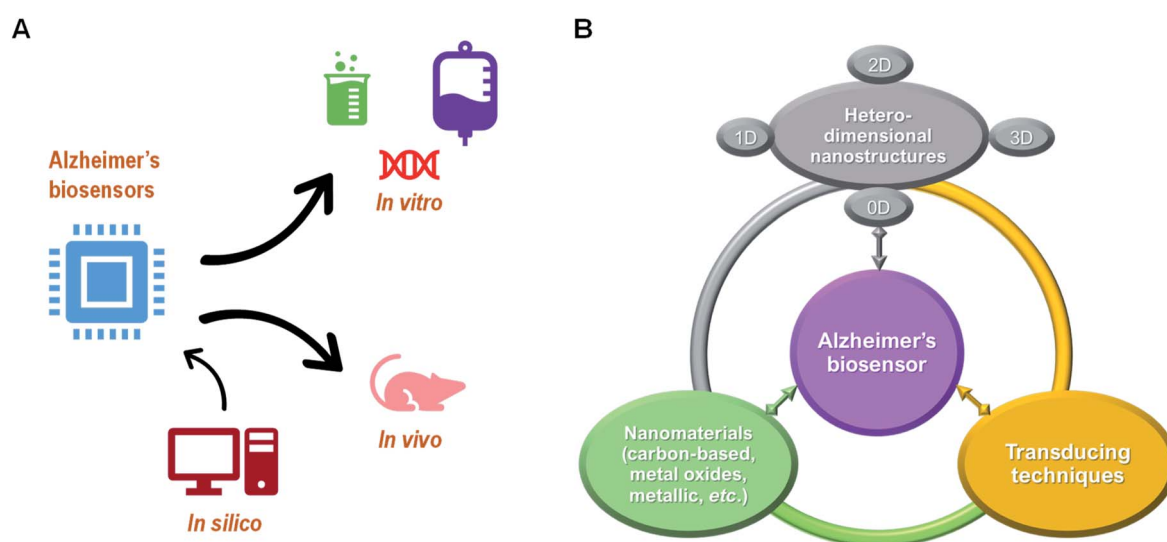 A
Alzheimer's
biosensors
In vitro
In vivo
In silico
B
2D
Hetero-
dimensional
nanostructures
1D
3D
0D
Alzheimer's
biosensor
Nanomaterials
(carbon-based,
metal oxides,
metallic, etc.)
Transducing
techniques